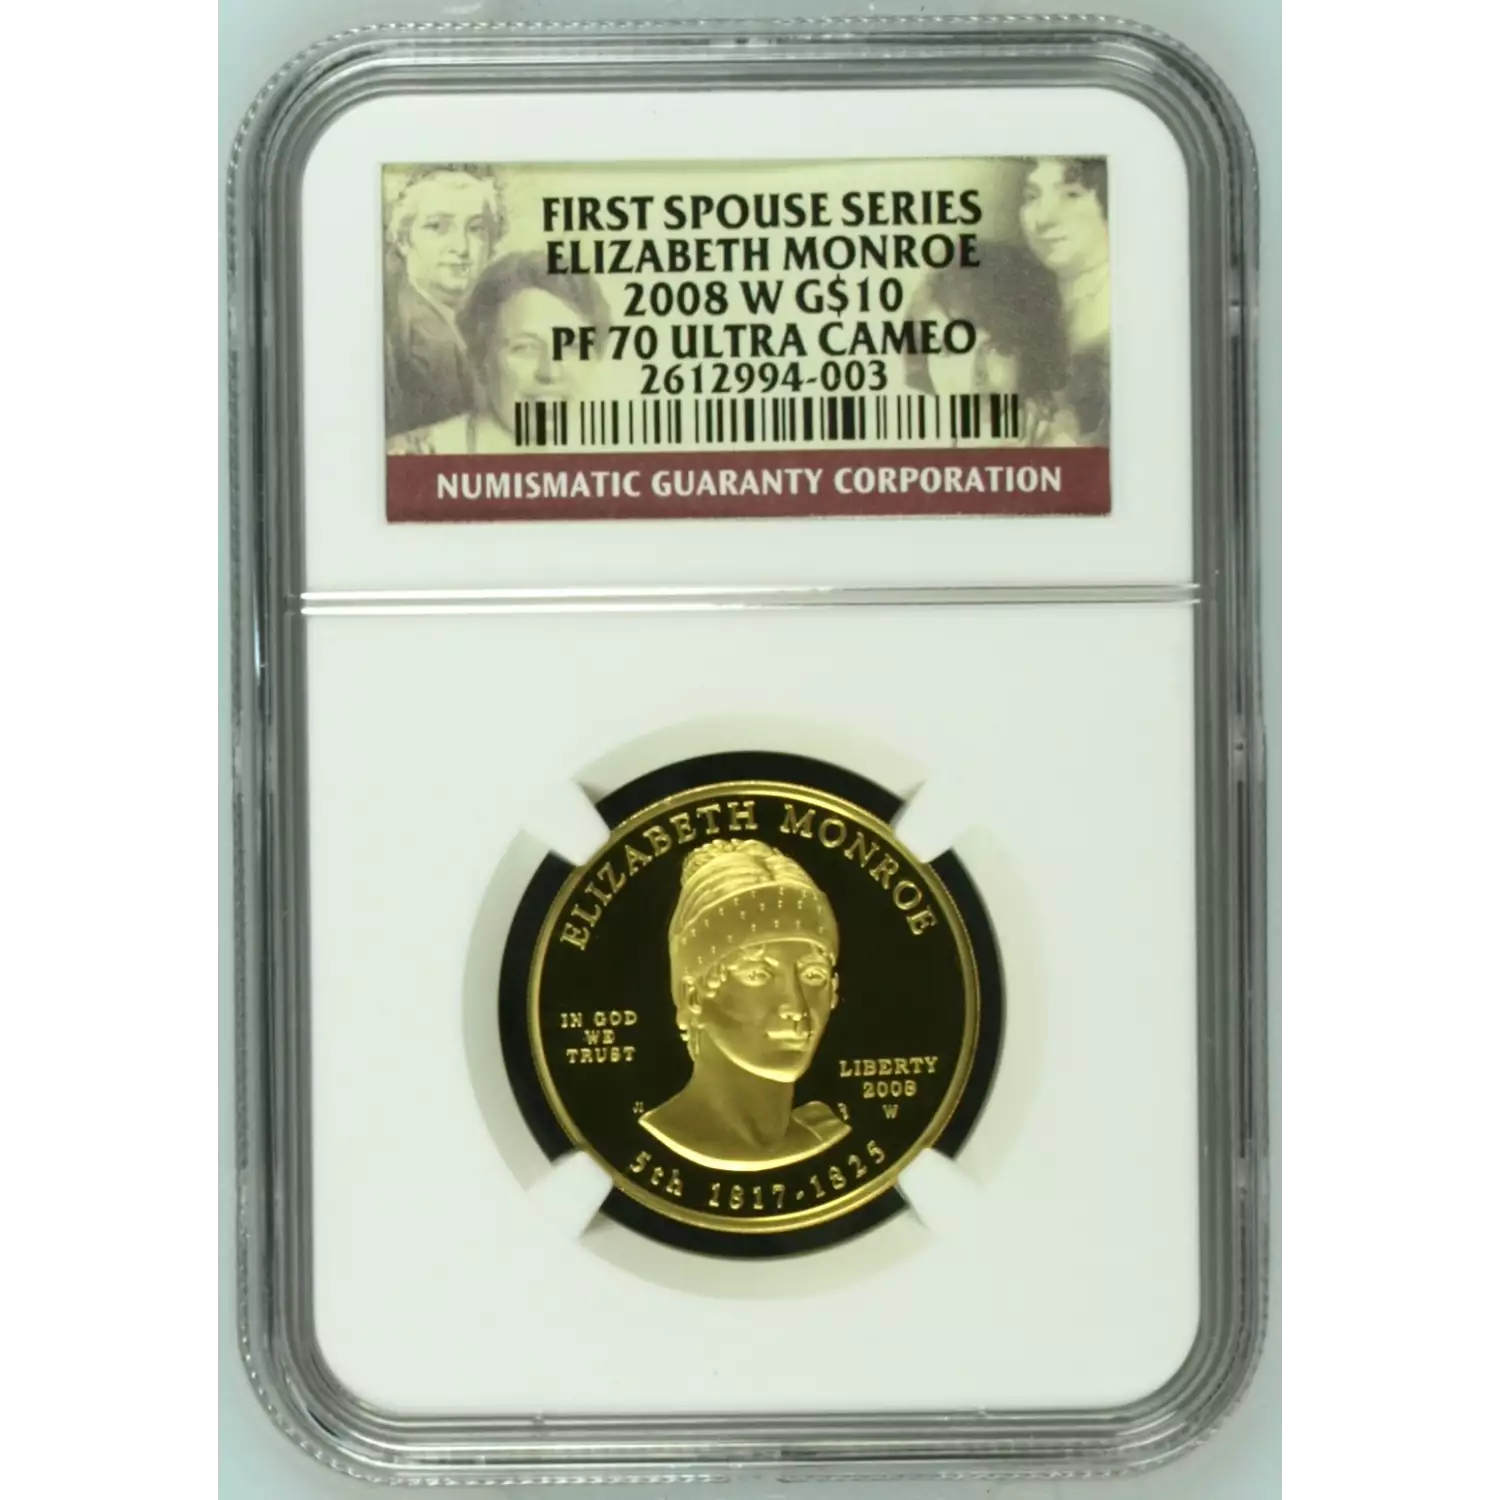 FIRST SPOUSE SERIES
ELIZABETH MONROE
2008 W G$10
PF 70 ULTRA CAMEO
2612994-003
NUMISMATIC GUARANTY CORPORATION
ELIZABETH MONROE
IN GOD
WE
TRUST
LIBERTY
2008
W
5th 1817-1825